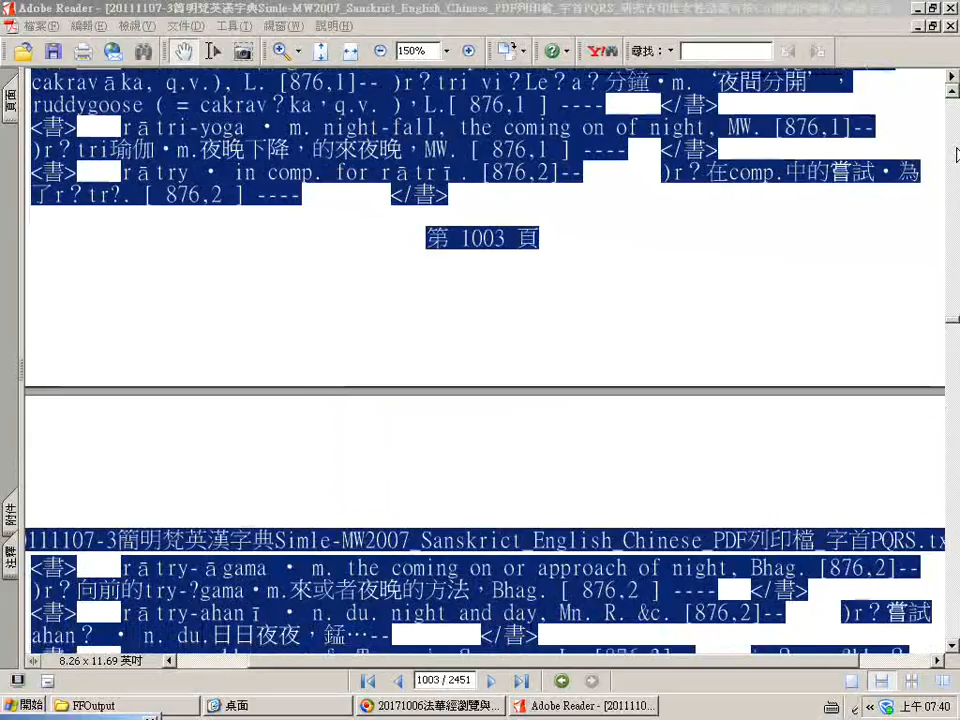 Adobe Reader - [20111107-3簡明梵英漢字典Simle-MW2007_Sanskrit_English_Chinese_PDF列印檔_字首PQRS_
檔案(F) 編輯(E) 檢視(V) 文件(D) 工具(T) 視窗(W) 說明(H)
150% 尋找:
頁面
cakravāka, q.v.), L. [876,1]-- )r?tri vi?Le?a?分鐘‧m. ‘夜間分開’,
ruddygoose ( = cakrav?ka,q.v. ),L.[ 876,1 ] ---- </書>
<書> rātri-yoga ‧ m. night-fall, the coming on of night, MW. [876,1]--
)r?tri瑜伽‧m.夜晚下降,的來夜晚,MW. [ 876,1 ] ---- </書>
<書> rātry ‧ in comp. for rātrī. [876,2]-- )r?在comp.中的嘗試‧為
了r?tr?. [ 876,2 ] ---- </書>
第 1003 頁
111107-3簡明梵英漢字典Simle-MW2007_Sanskrit_English_Chinese_PDF列印檔_字首PQRS.tx
<書> rātry-āgama ‧ m. the coming on or approach of night, Bhag. [876,2]--
)r?向前的try-?gama‧m.來或者夜晚的方法,Bhag. [ 876,2 ] ---- </書>
<書> rātry-ahanī ‧ n. du. night and day, Mn. R. &c. [876,2]-- )r?嘗試
ahan? ‧ n. du.日日夜夜,錳…-- </書>
附件
注釋
8.26 x 11.69 英吋
1003 / 2451
開始 FFOutput 桌面 20171006法華經瀏覽與... Adobe Reader - [2011110... 上午 07:40